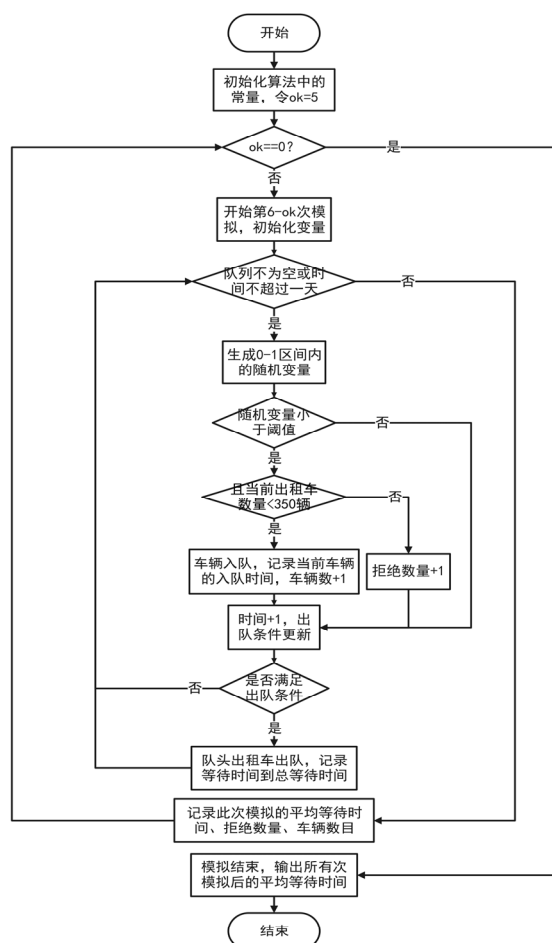 开始
初始化算法中的
常量，令ok=5
ok==0？
是
否
开始第6-ok次模
拟，初始化变量
队列不为空或时
间不超过一天
否
是
生成0-1区间内
的随机变量
随机变量小
于阈值
否
是
且当前出租车
数量<350辆
否
是
车辆入队，记录当前车辆
的入队时间，车辆数+1
拒绝数量+1
时间+1，出
队条件更新
是否满足
出队条件
否
是
队头出租车出队，记录
等待时间到总等待时间
记录此次模拟的平均等待时
间、拒绝数量、车辆数目
模拟结束，输出所有次
模拟后的平均等待时间
结束